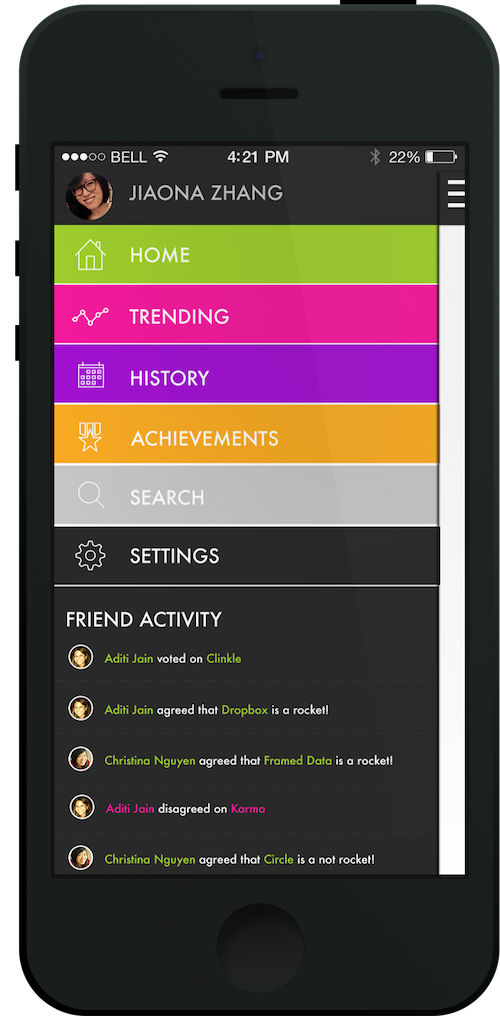 BELL 4:21 PM 22%
JIAONA ZHANG
HOME
TRENDING
HISTORY
ACHIEVEMENTS
SEARCH
SETTINGS
FRIEND ACTIVITY
Aditi Jain voted on Clinkle
Aditi Jain agreed that Dropbox is a rocket!
Christina Nguyen agreed that Framed Data is a rocket!
Aditi Jain disagreed on Karma
Christina Nguyen agreed that Circle is a not rocket!